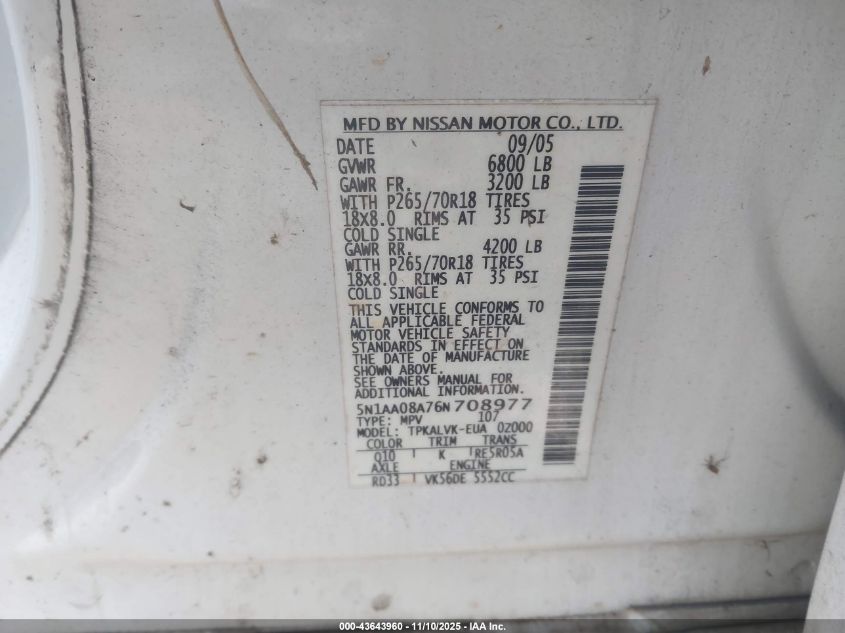 MFD BY NISSAN MOTOR CO., LTD.
DATE 09/05
GVWR 6800 LB
GAWR FR. 3200 LB
WITH P265/70R18 TIRES
18X8.0 RIMS AT 35 PSI
COLD SINGLE
GAWR RR. 4200 LB
WITH P265/70R18 TIRES
18X8.0 RIMS AT 35 PSI
COLD SINGLE
THIS VEHICLE CONFORMS TO
ALL APPLICABLE FEDERAL
MOTOR VEHICLE SAFETY
STANDARDS IN EFFECT ON
THE DATE OF MANUFACTURE
SHOWN ABOVE.
SEE OWNERS MANUAL FOR
ADDITIONAL INFORMATION.
5N1AA08A76N708977
TYPE: MPV 107
MODEL: TPKALVK-EUA 0Z000
COLOR TRIM TRANS
Q10 K RE5R05A
AXLE ENGINE
RD33 VK56DE 5552CC
000-43643960 - 11/10/2025 - IAA Inc.